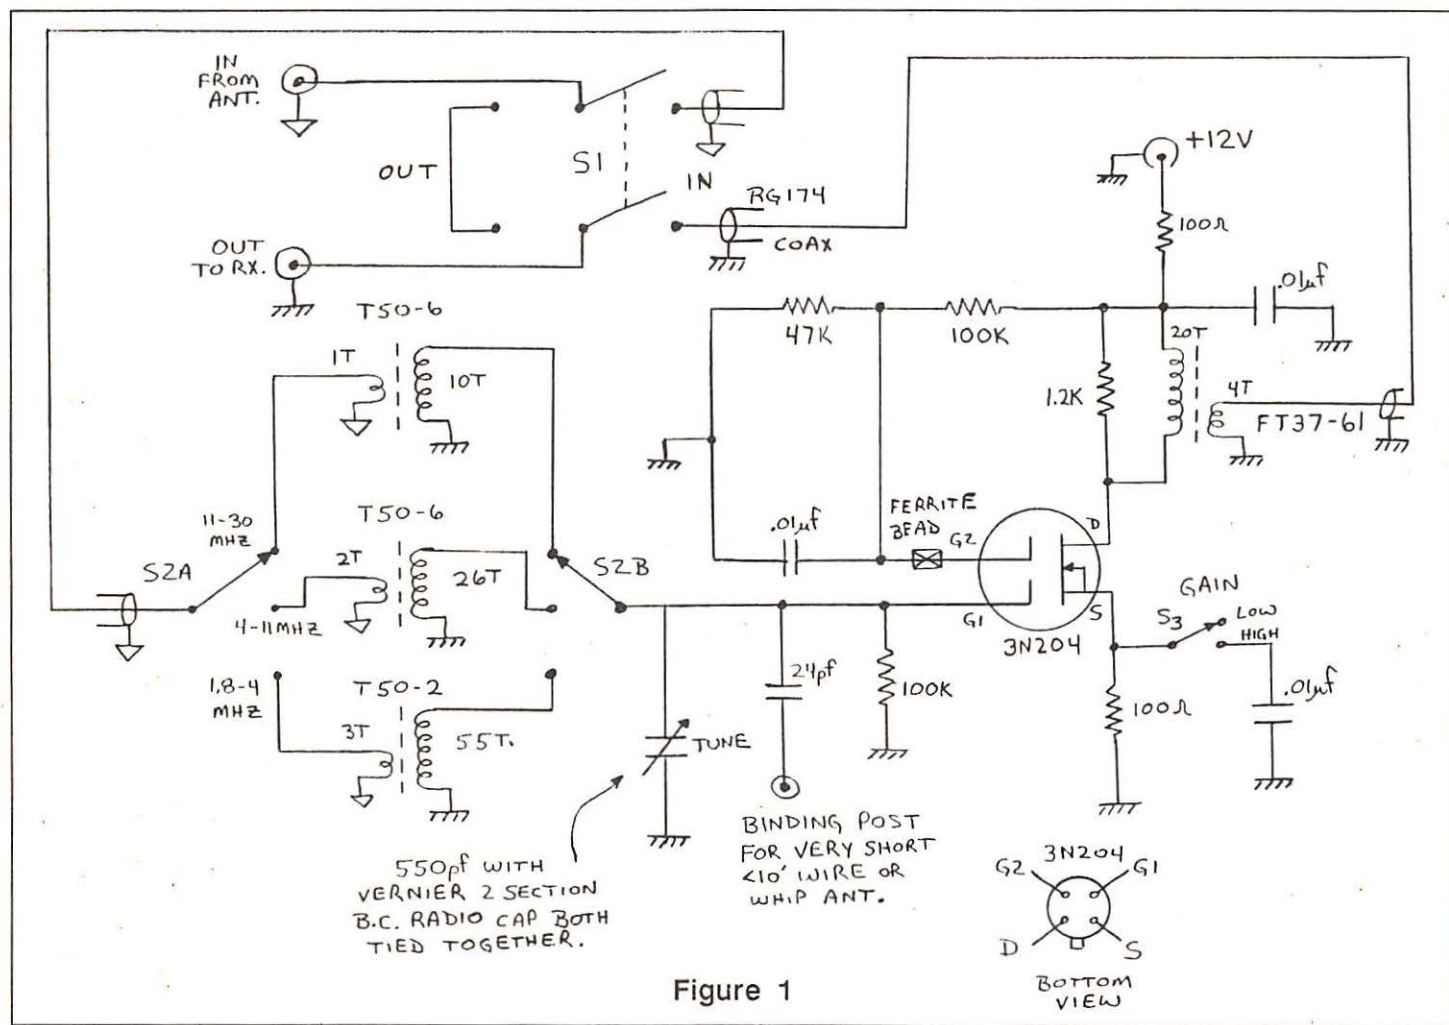 IN
FROM
ANT.
OUT
S1
IN
RG174
COAX
OUT
TO RX.
+12V
100Ω
.01µf
47K
100K
20T
1.2K
4T
FT37-61
T50-6
1T
10T
11-30
MHZ
T50-6
2T
26T
S2A
S2B
4-11MHZ
1.8-4
MHZ
T50-2
3T
55T.
.01µf
FERRITE
BEAD
G2
D
G1
S
3N204
GAIN
S3
LOW
HIGH
24pf
100K
100Ω
.01µf
TUNE
550pf WITH
VERNIER 2 SECTION
B.C. RADIO CAP BOTH
TIED TOGETHER.
BINDING POST
FOR VERY SHORT
<10' WIRE OR
WHIP ANT.
3N204
G2
G1
D
S
BOTTOM
VIEW
Figure 1